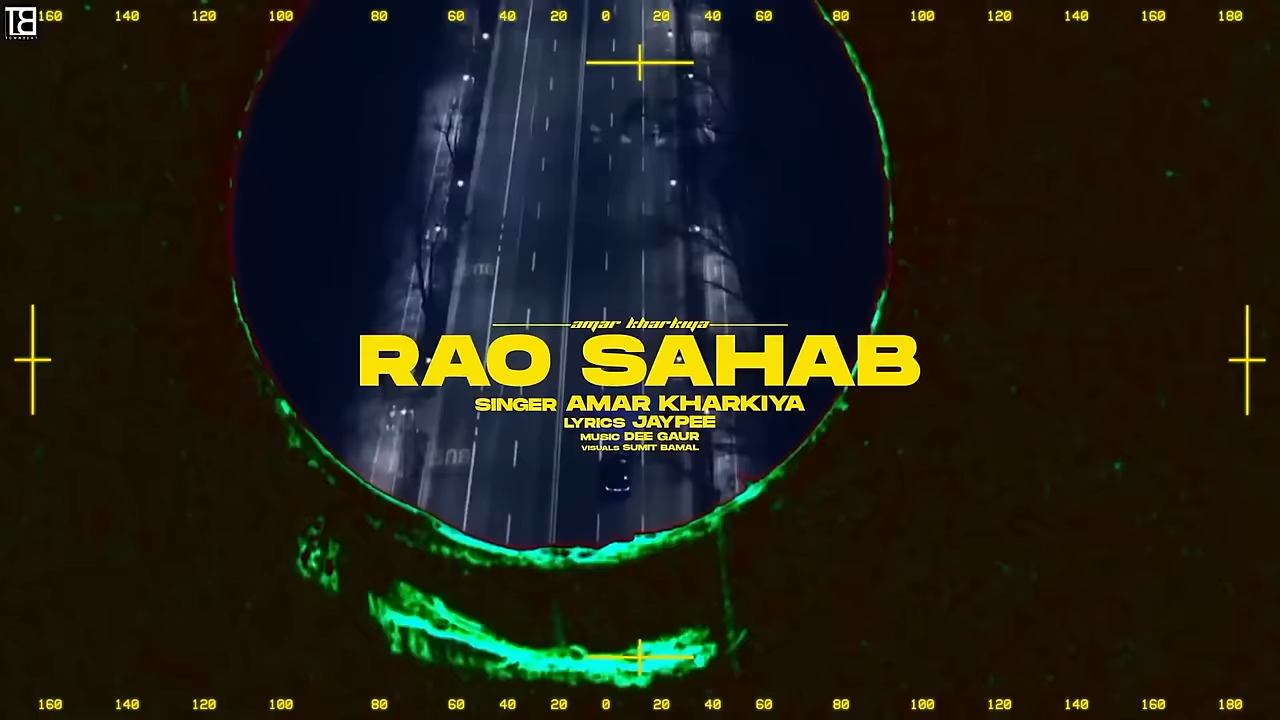 160 140 120 100 80 60 40 20 0 20 40 60 80 100 120 140 160 180
TB
amar kharkiya
RAO SAHAB
SINGER AMAR KHARKIYA
LYRICS JAYPEE
MUSIC DEE GAUR
VISUALS SUMIT BAMAL
160 140 120 100 80 60 40 20 0 20 40 60 80 100 120 140 160 180